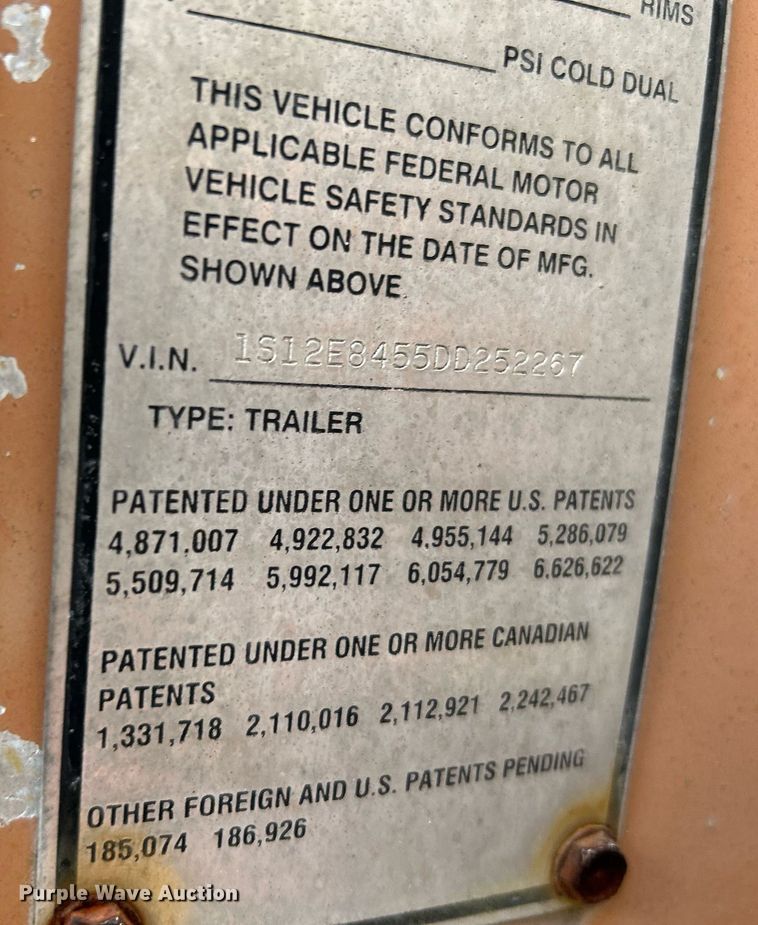 RIMS
PSI COLD DUAL
THIS VEHICLE CONFORMS TO ALL
APPLICABLE FEDERAL MOTOR
VEHICLE SAFETY STANDARDS IN
EFFECT ON THE DATE OF MFG.
SHOWN ABOVE.
V.I.N. 1S12E8455DD252267
TYPE: TRAILER
PATENTED UNDER ONE OR MORE U.S. PATENTS
4,871,007 4,922,832 4,955,144 5,286,079
5,509,714 5,992,117 6,054,779 6,626,622
PATENTED UNDER ONE OR MORE CANADIAN
PATENTS
1,331,718 2,110,016 2,112,921 2,242,467
OTHER FOREIGN AND U.S. PATENTS PENDING
185,074 186,926
Purple Wave Auction